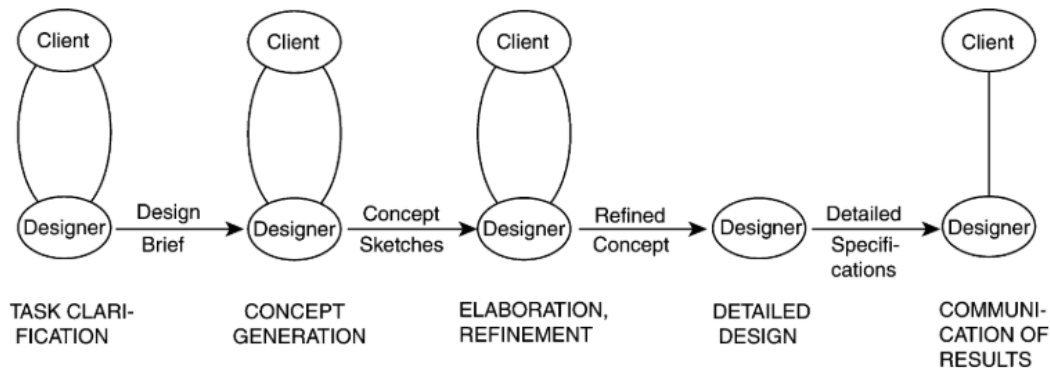 Client
Client
Client
Client
Designer
Design
Brief
Designer
Concept
Sketches
Designer
Refined
Concept
Designer
Detailed
Specifi-
cations
Designer
TASK CLARI-
FICATION
CONCEPT
GENERATION
ELABORATION,
REFINEMENT
DETAILED
DESIGN
COMMUNI-
CATION OF
RESULTS